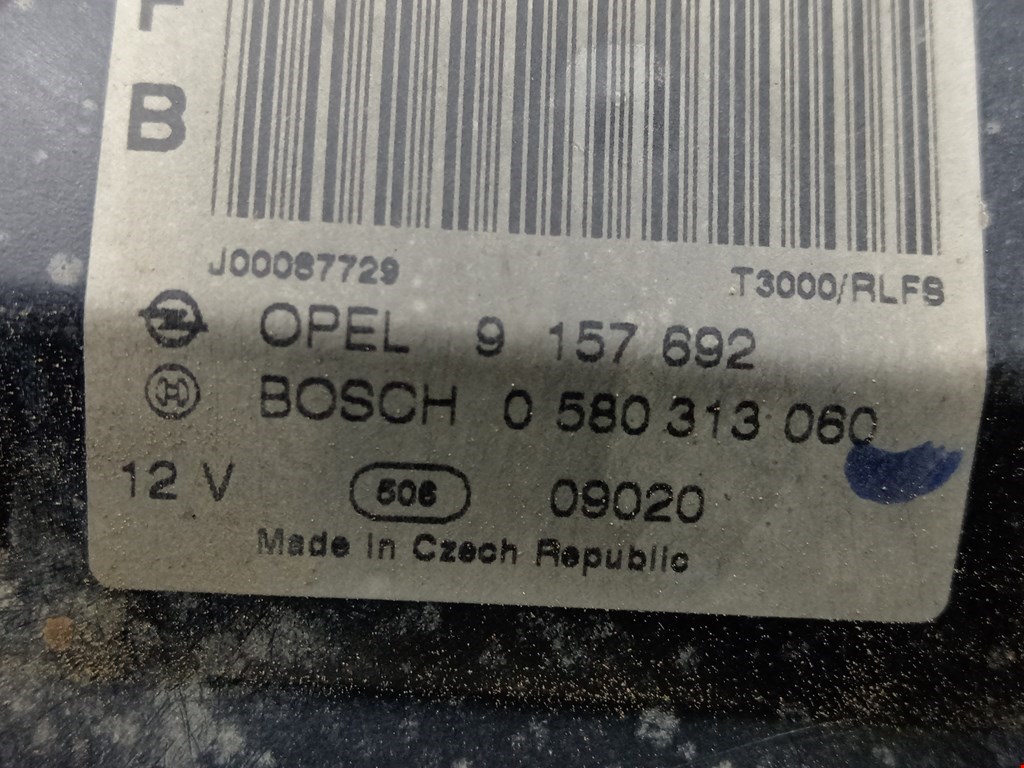 B
J00087729 T3000/RLFS
OPEL 9 157 692
BOSCH 0 580 313 060
12 V 506 09020
Made in Czech Republic